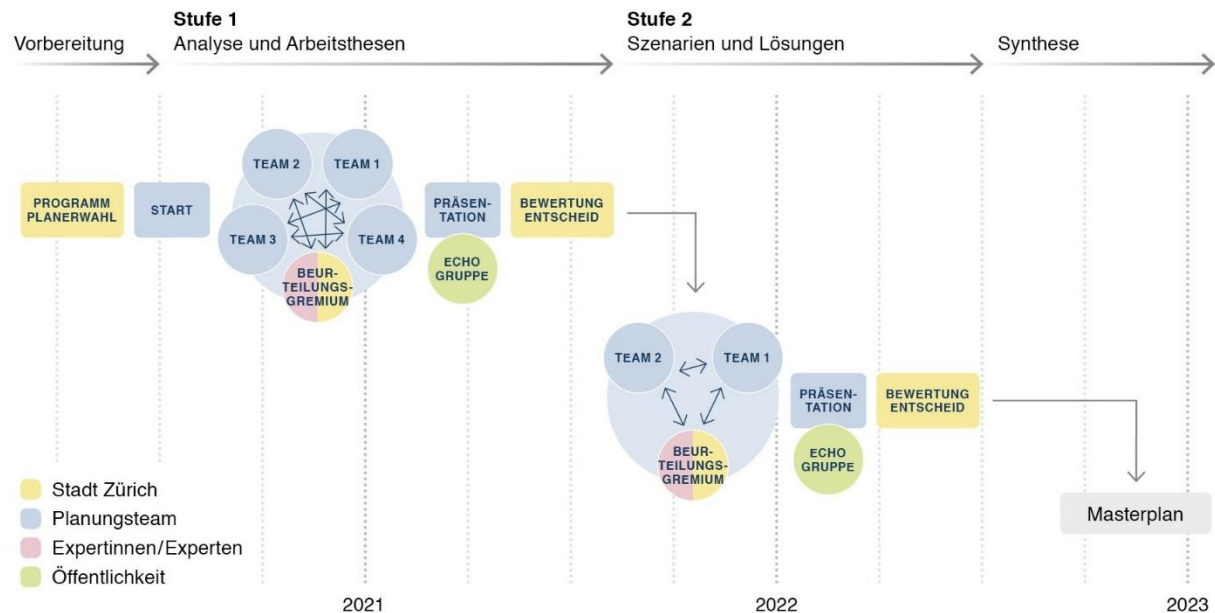 Vorbereitung
Stufe 1
Analyse und Arbeitsthesen
Stufe 2
Szenarien und Lösungen
Synthese
PROGRAMM
PLANERWAHL
START
TEAM 2
TEAM 1
TEAM 3
TEAM 4
BEUR-
TEILUNGS-
GREMIUM
PRÄSEN-
TATION
ECHO
GRUPPE
BEWERTUNG
ENTSCHEID
TEAM 2
TEAM 1
BEUR-
TEILUNGS-
GREMIUM
PRÄSEN-
TATION
ECHO
GRUPPE
BEWERTUNG
ENTSCHEID
Masterplan
Stadt Zürich
Planungsteam
Expertinnen/Experten
Öffentlichkeit
2021
2022
2023